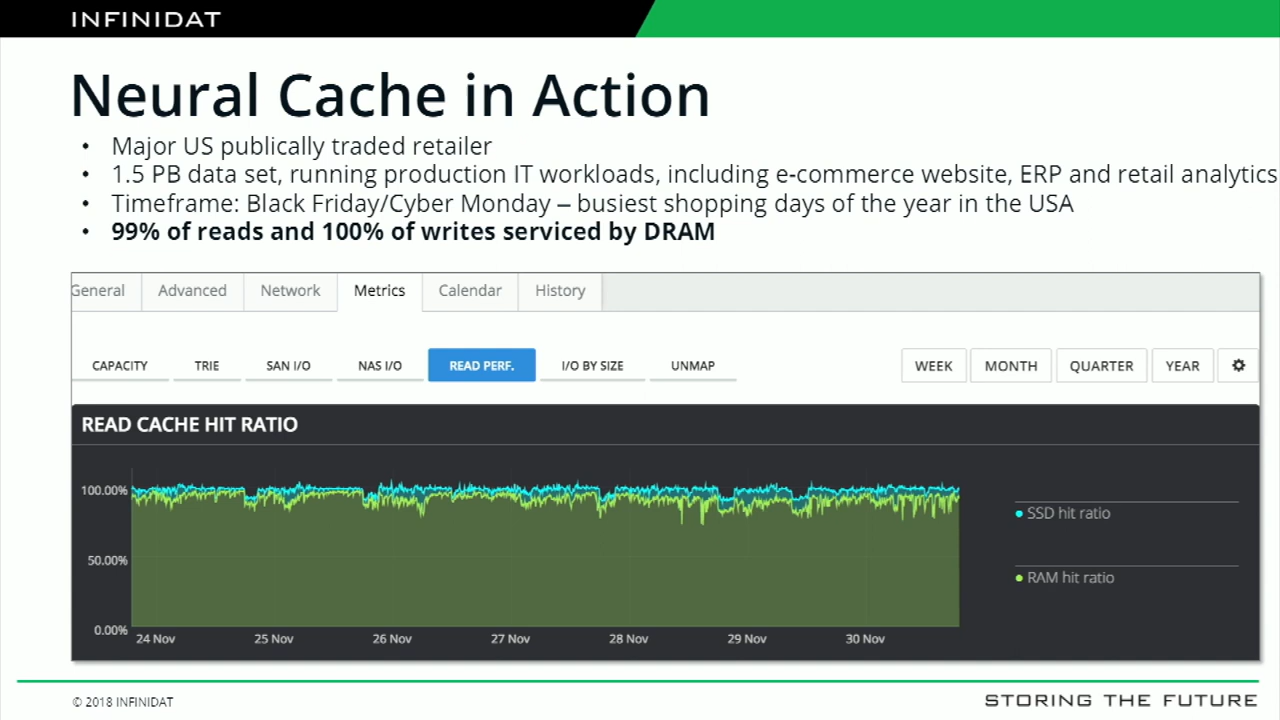 INFINIDAT
Neural Cache in Action
• Major US publically traded retailer
• 1.5 PB data set, running production IT workloads, including e-commerce website, ERP and retail analytics
• Timeframe: Black Friday/Cyber Monday – busiest shopping days of the year in the USA
• 99% of reads and 100% of writes serviced by DRAM
General Advanced Network Metrics Calendar History
CAPACITY TRIE SAN I/O NAS I/O READ PERF. I/O BY SIZE UNMAP WEEK MONTH QUARTER YEAR
READ CACHE HIT RATIO
100.00%
SSD hit ratio
50.00%
RAM hit ratio
0.00%
24 Nov 25 Nov 26 Nov 27 Nov 28 Nov 29 Nov 30 Nov
© 2018 INFINIDAT
STORING THE FUTURE